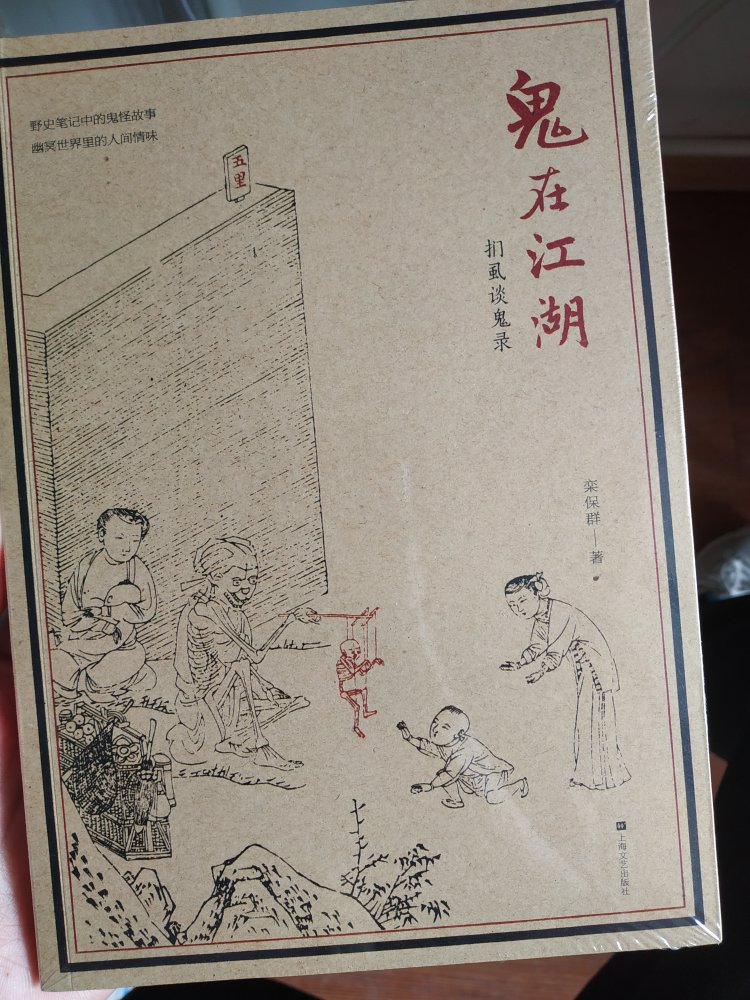 野史笔记中的鬼怪故事
幽冥世界里的人间情味
鬼在江湖
扪虱谈鬼录
五里
栾保群——著
上海文艺出版社